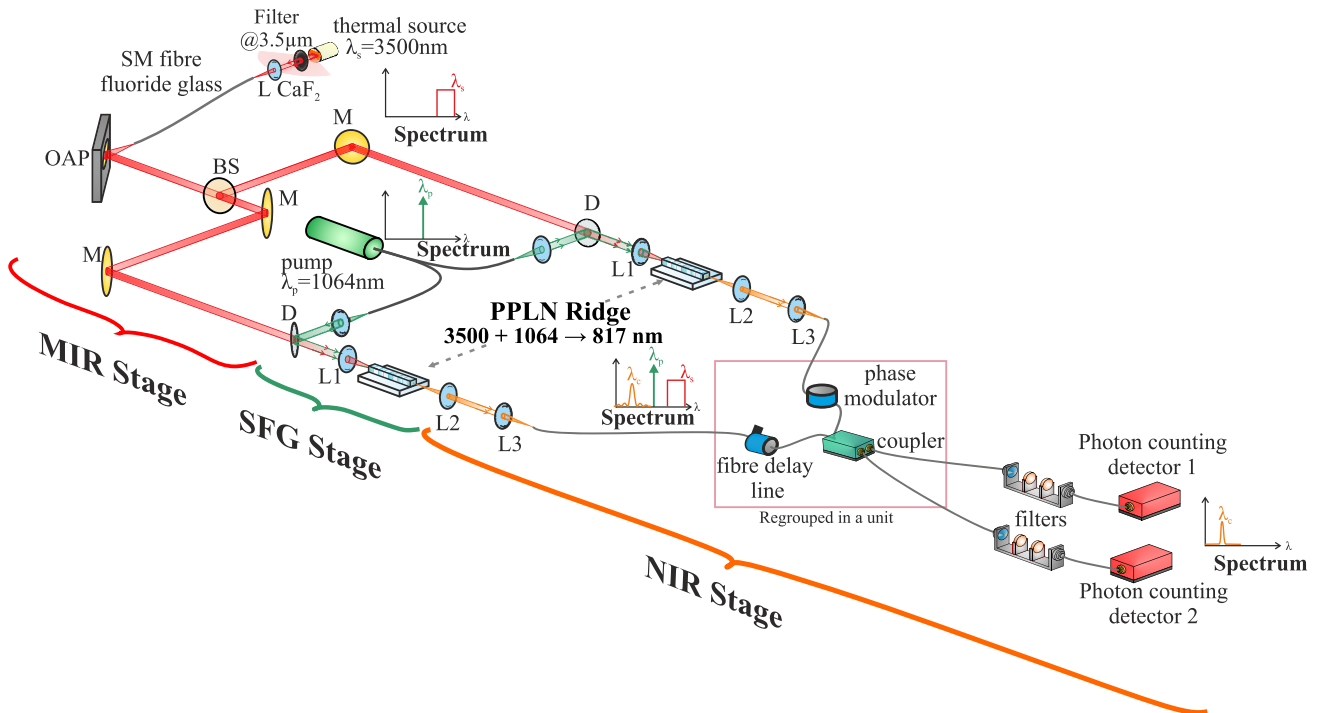 Filter
@3.5µm
thermal source
λs=3500nm
SM fibre
fluoride glass
L CaF2
λs
λ
Spectrum
OAP
BS
M
M
M
D
λp
λ
Spectrum
pump
λp=1064nm
D
L1
L2
L3
PPLN Ridge
3500 + 1064 → 817 nm
L1
L2
L3
λc
λp
λs
λ
Spectrum
MIR Stage
SFG Stage
NIR Stage
phase
modulator
coupler
fibre delay
line
Regrouped in a unit
filters
Photon counting
detector 1
λc
λ
Spectrum
Photon counting
detector 2